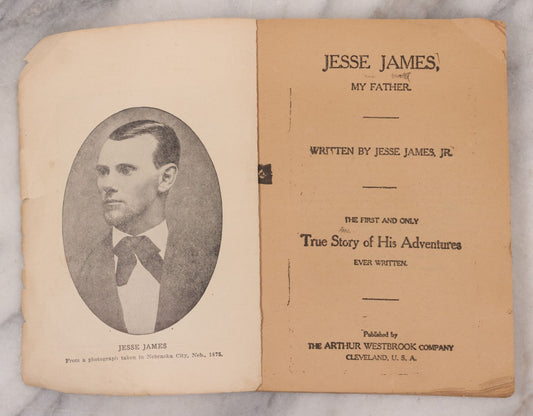 JESSE JAMES
From a photograph taken in Nebraska City, Neb., 1875.
JESSE JAMES,
MY FATHER.
WRITTEN BY JESSE JAMES, JR.
THE FIRST AND ONLY
True Story of His Adventures
EVER WRITTEN.
Published by
THE ARTHUR WESTBROOK COMPANY
CLEVELAND, U. S. A.